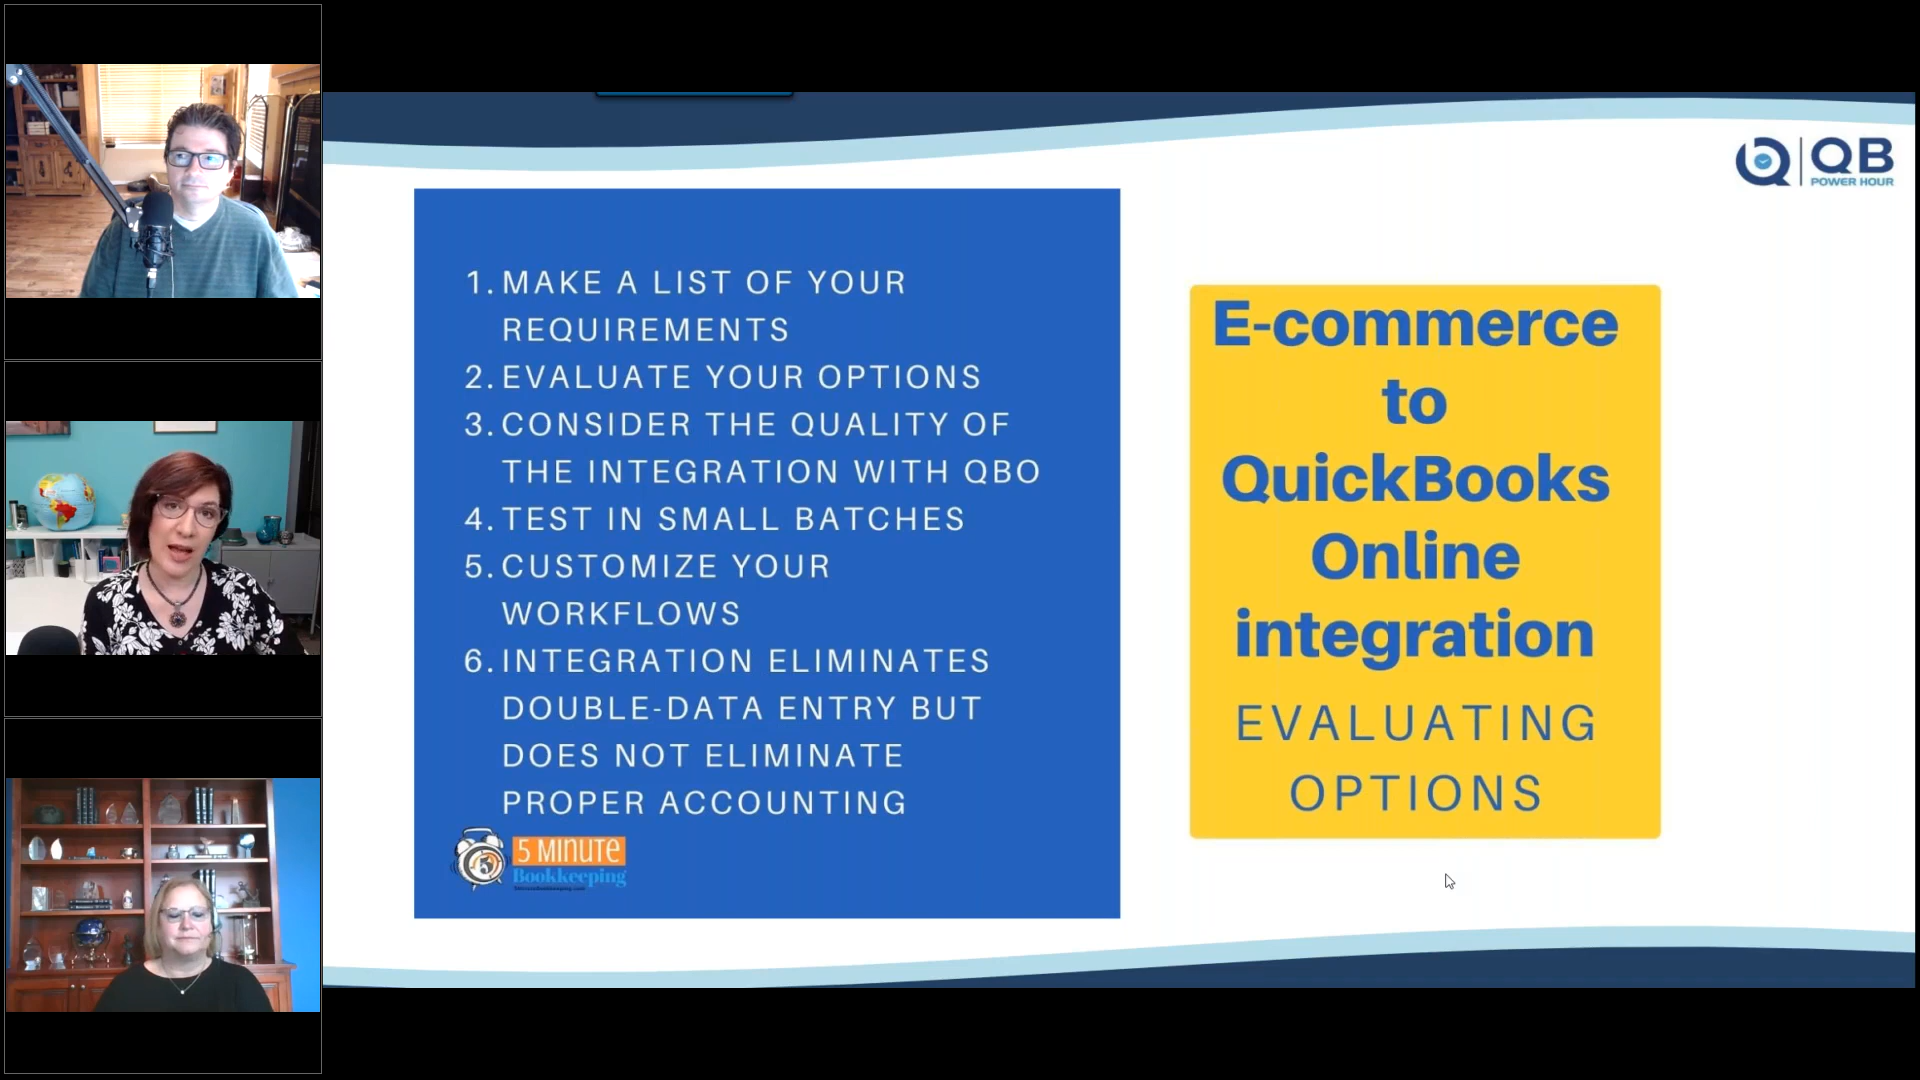 QB
POWER HOUR
1. MAKE A LIST OF YOUR
REQUIREMENTS
2. EVALUATE YOUR OPTIONS
3. CONSIDER THE QUALITY OF
THE INTEGRATION WITH QBO
4. TEST IN SMALL BATCHES
5. CUSTOMIZE YOUR
WORKFLOWS
6. INTEGRATION ELIMINATES
DOUBLE-DATA ENTRY BUT
DOES NOT ELIMINATE
PROPER ACCOUNTING
5
5 MINUTE
Bookkeeping
E-commerce
to
QuickBooks
Online
integration
EVALUATING
OPTIONS